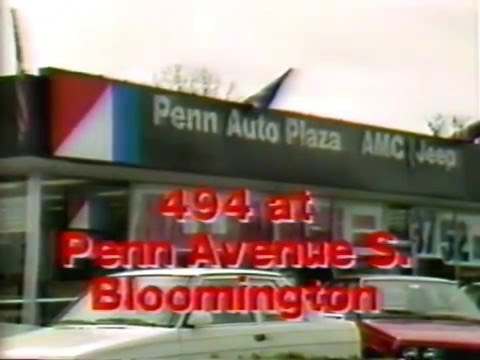 Penn Auto Plaza AMC Jeep
494 at
Penn Avenue S.
Bloomington